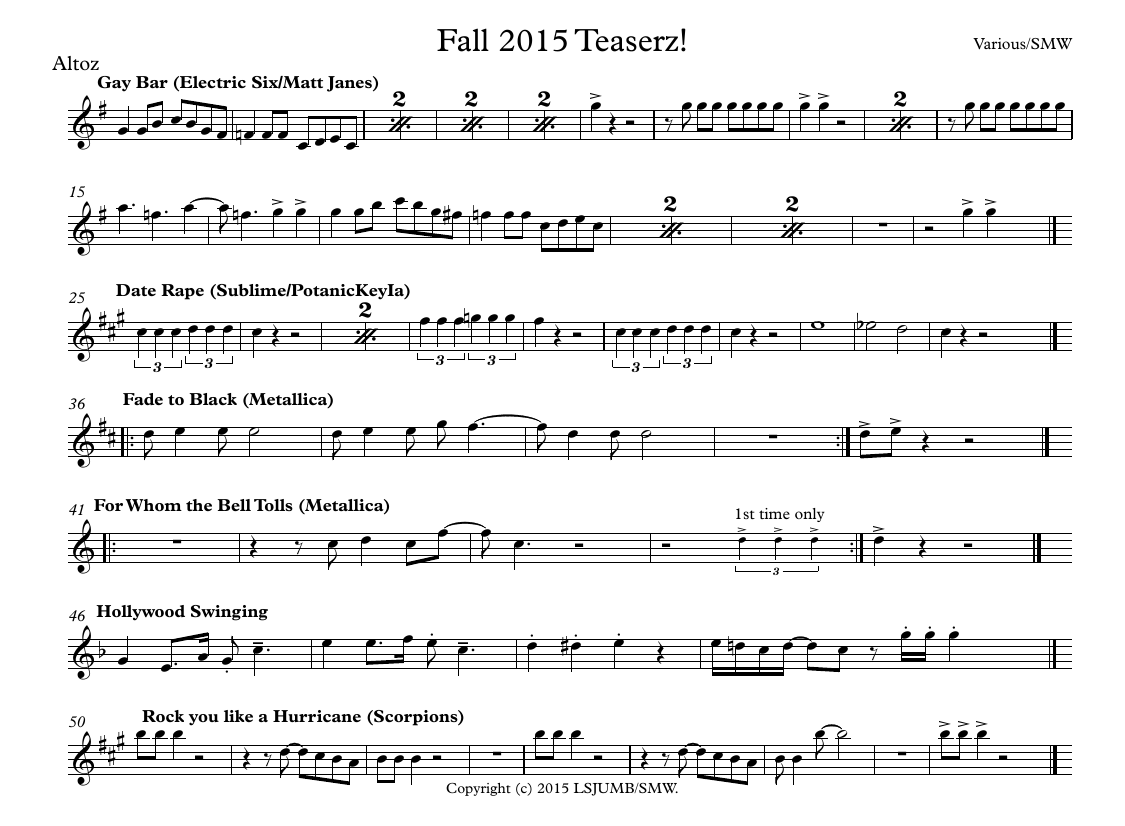 Fall 2015 Teaserz!
Various/SMW
Altoz
Gay Bar (Electric Six/Matt Janes)
2 2 2 2
15
2 2
25 Date Rape (Sublime/PotanicKeyIa)
2
3 3 3 3 3 3
36 Fade to Black (Metallica)
41 For Whom the Bell Tolls (Metallica)
1st time only
3
46 Hollywood Swinging
50 Rock you like a Hurricane (Scorpions)
Copyright (c) 2015 LSJUMB/SMW.